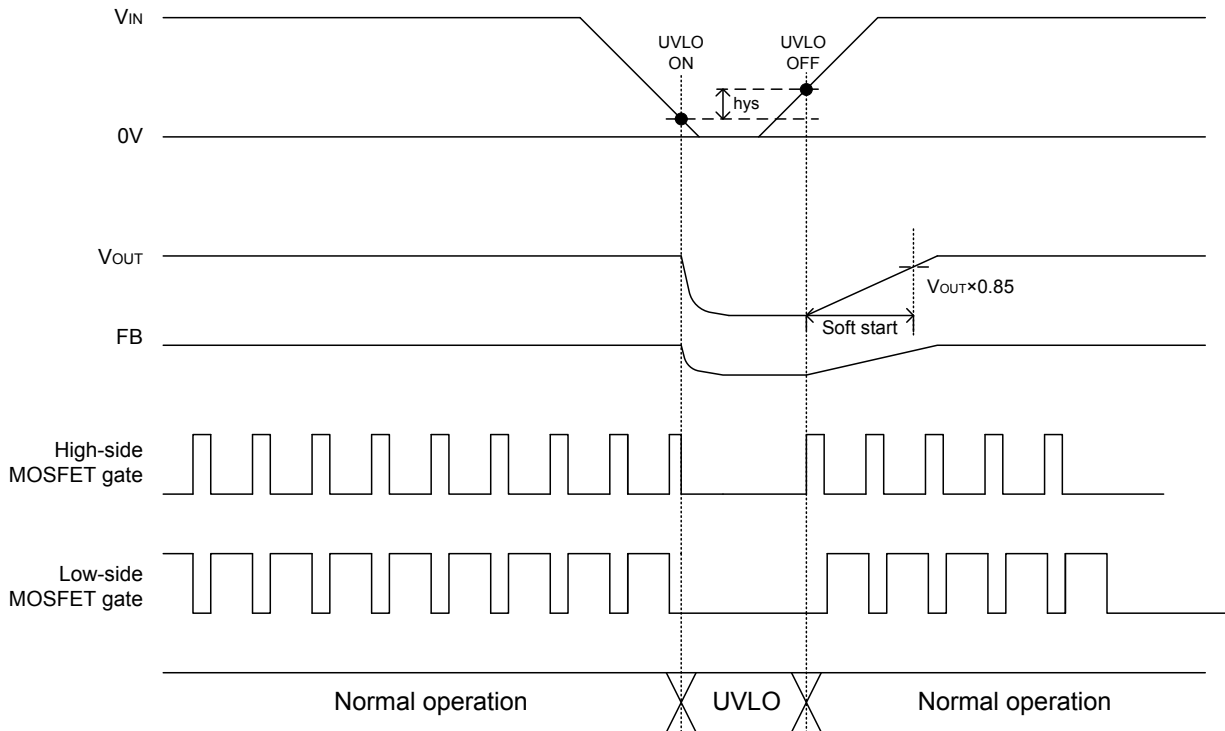 VIN
UVLO
ON
UVLO
OFF
hys
0V
VOUT
VOUT×0.85
Soft start
FB
High-side
MOSFET gate
Low-side
MOSFET gate
Normal operation
UVLO
Normal operation